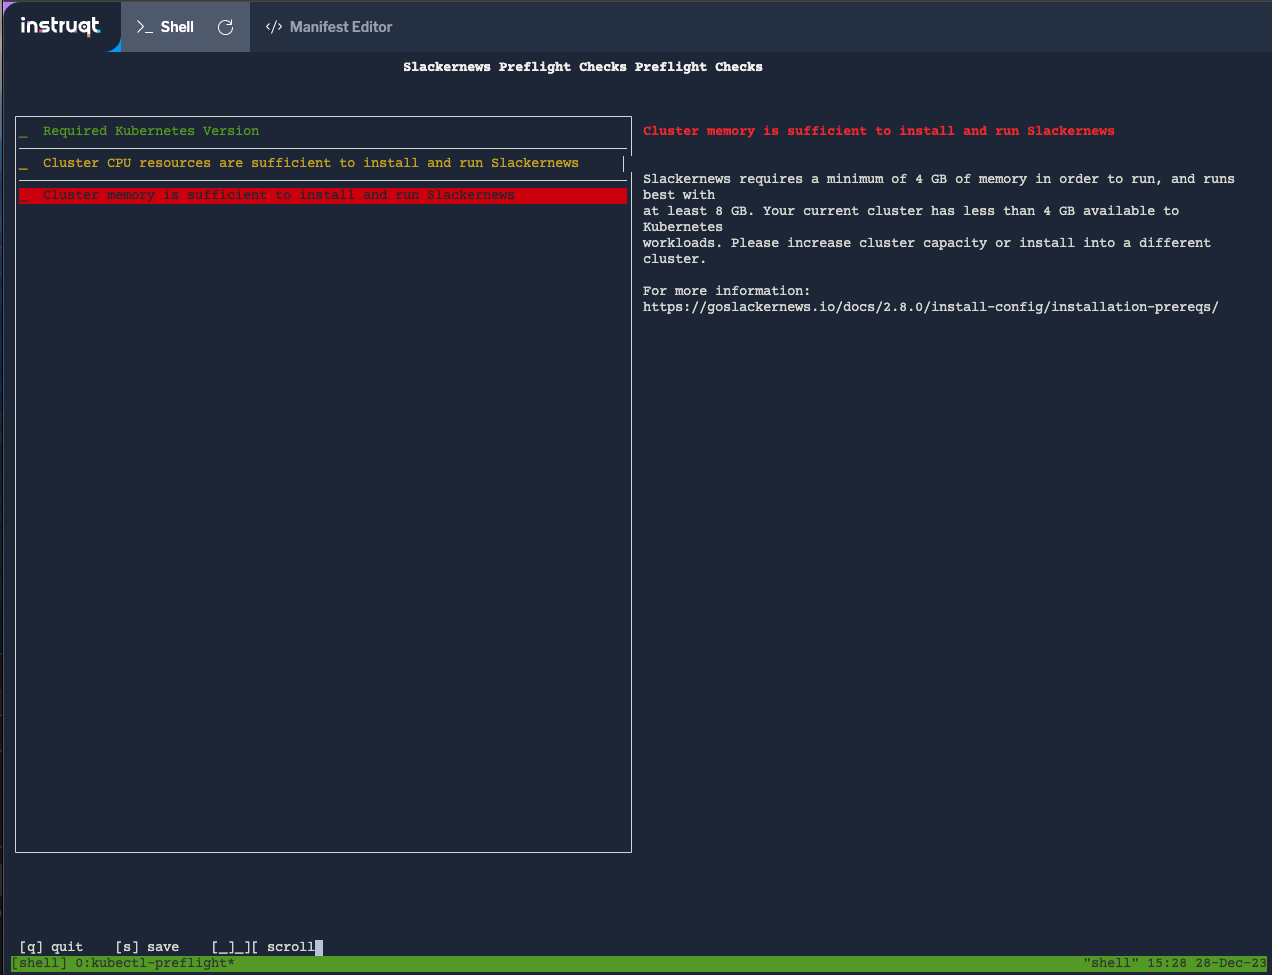 instruqt
>_ Shell
</> Manifest Editor
Slackernews Preflight Checks Preflight Checks
_ Required Kubernetes Version
_ Cluster CPU resources are sufficient to install and run Slackernews
_ Cluster memory is sufficient to install and run Slackernews
Cluster memory is sufficient to install and run Slackernews
Slackernews requires a minimum of 4 GB of memory in order to run, and runs
best with
at least 8 GB. Your current cluster has less than 4 GB available to
Kubernetes
workloads. Please increase cluster capacity or install into a different
cluster.
For more information:
https://goslackernews.io/docs/2.8.0/install-config/installation-prereqs/
[q] quit    [s] save    [_]_][ scroll
[shell] 0:kubectl-preflight*
"shell" 15:28 28-Dec-23